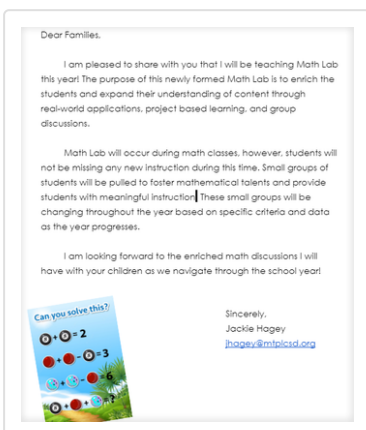 Dear Families,
I am pleased to share with you that I will be teaching Math Lab
this year! The purpose of this newly formed Math Lab is to enrich the
students and expand their understanding of content through
real-world applications, project based learning, and group
discussions.
Math Lab will occur during math classes, however, students will
not be missing any new instruction during this time. Small groups of
students will be pulled to foster mathematical talents and provide
students with meaningful instruction. These small groups will be
changing throughout the year based on specific criteria and data
as the year progresses.
I am looking forward to the enriched math discussions I will
have with your children as we navigate through the school year!
Sincerely,
Jackie Hagey
jhagey@mtplcsd.org
Can you solve this?
+ = 2
+ - = 3
+ - = 6
+ + = ?